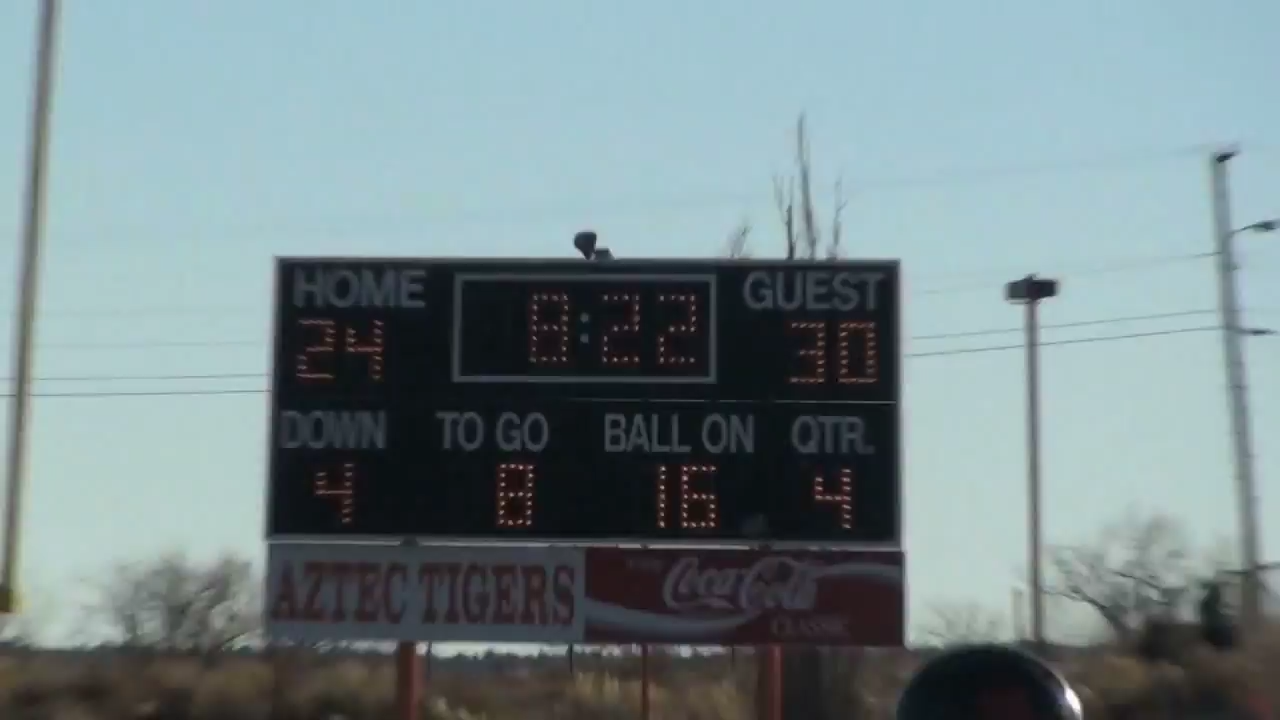 HOME GUEST
24 8:22 30
DOWN TO GO BALL ON QTR.
4 8 16 4
AZTEC TIGERS Coca-Cola
CLASSIC